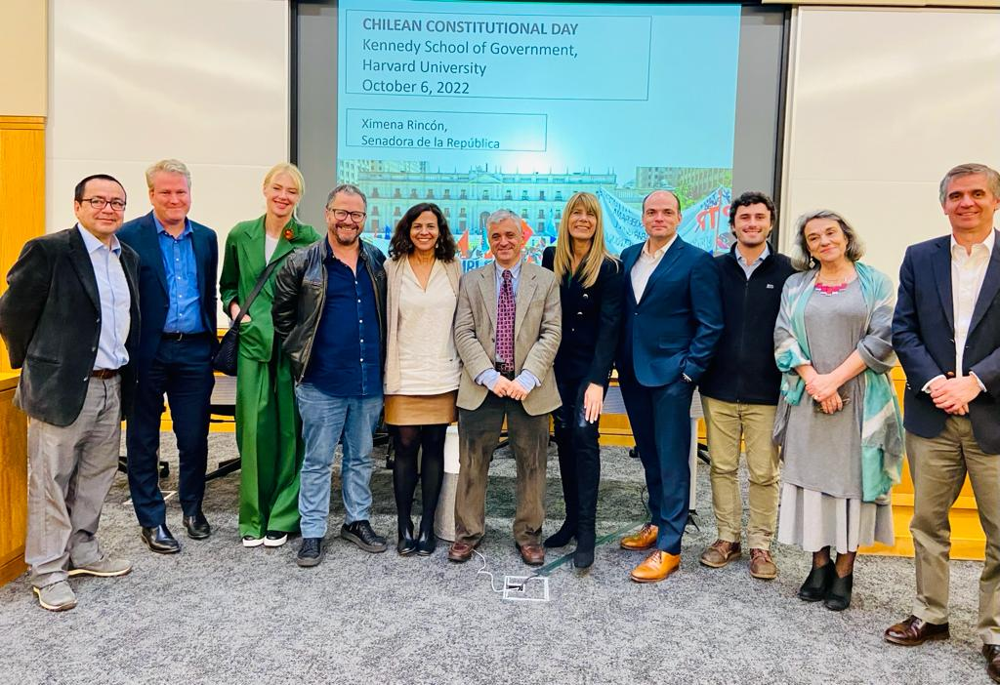 CHILEAN CONSTITUTIONAL DAY
Kennedy School of Government,
Harvard University
October 6, 2022
Ximena Rincón,
Senadora de la República